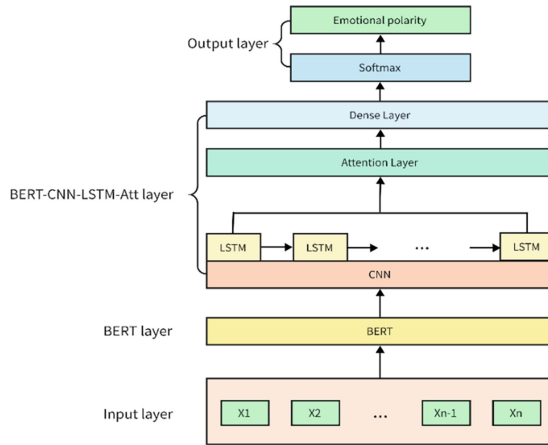 Emotional polarity
Output layer
Softmax
Dense Layer
Attention Layer
BERT-CNN-LSTM-Att layer
LSTM LSTM ... LSTM
CNN
BERT layer BERT
Input layer X1 X2 ... Xn-1 Xn